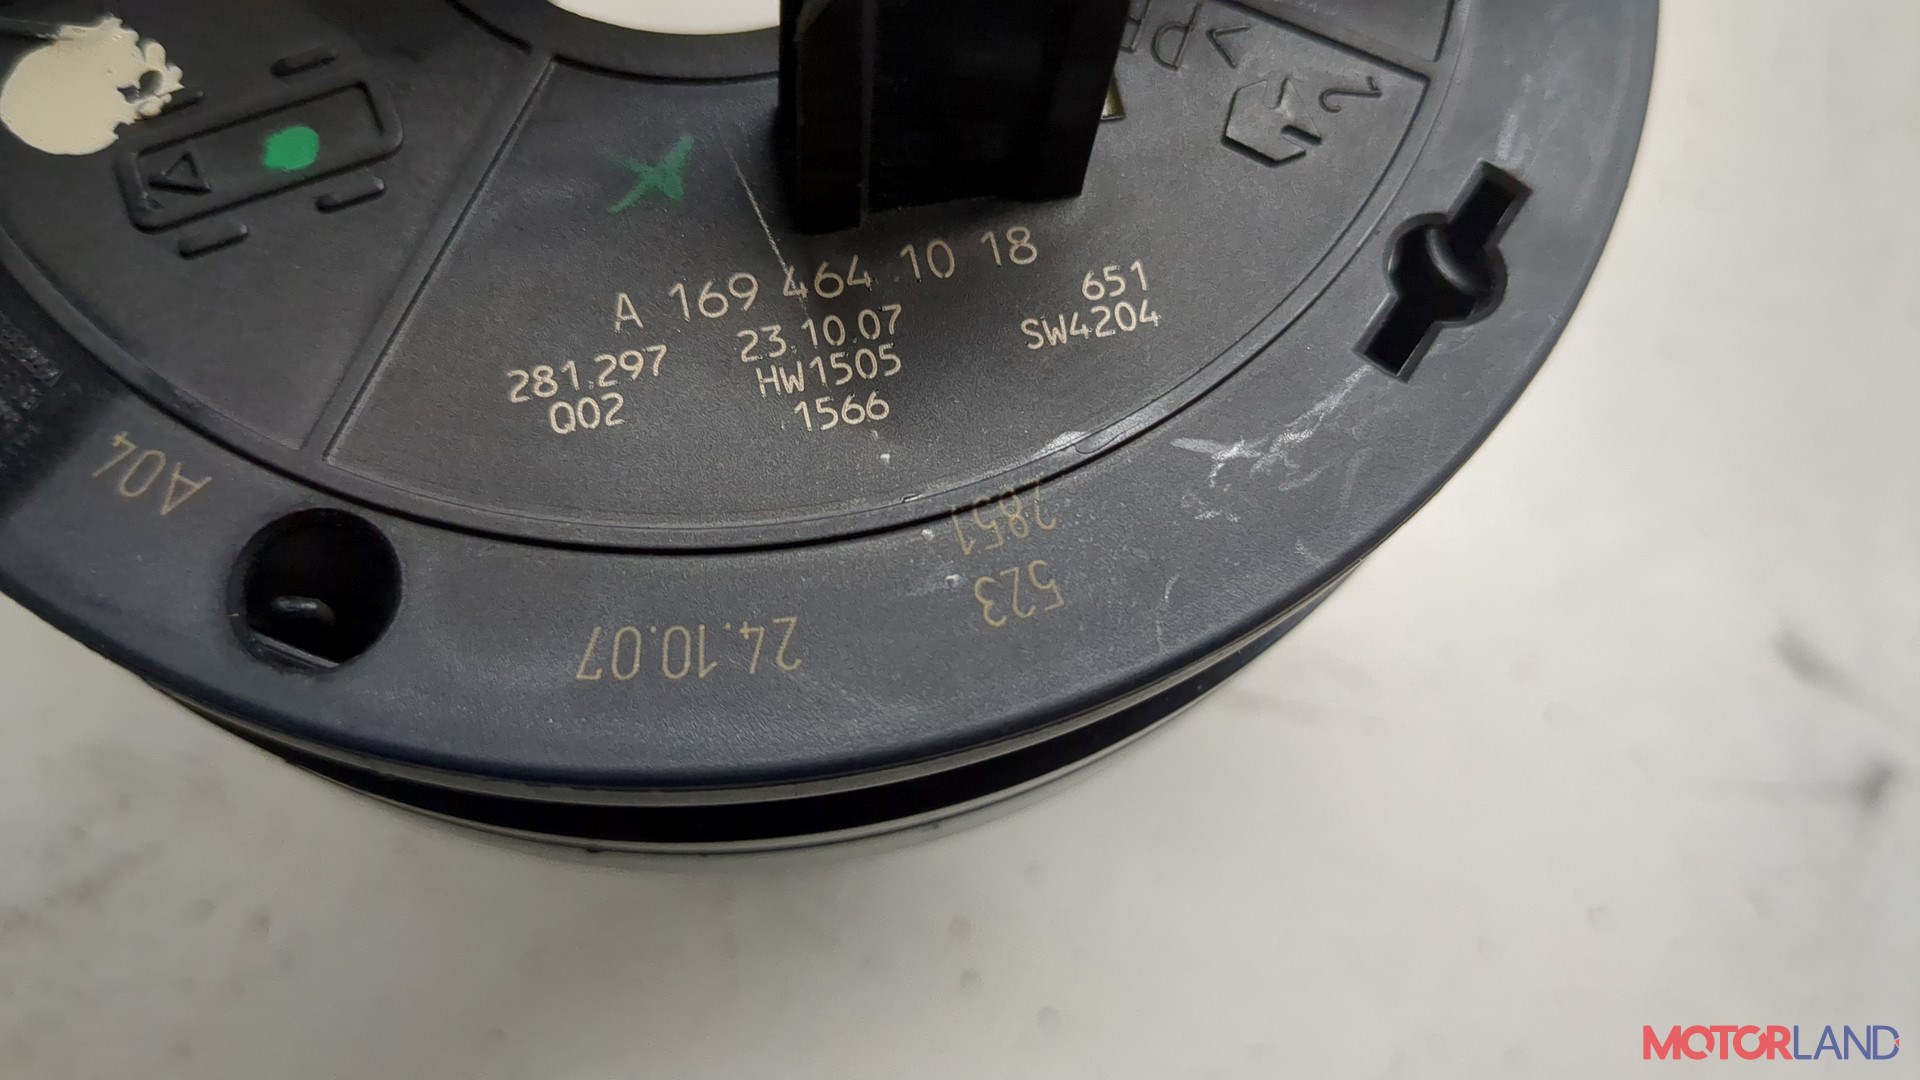 A 169 464 10 18
23.10.07
651
281.297
HW1505
SW4204
Q02
1566
A04
2851
523
24.10.07
MOTORLAND